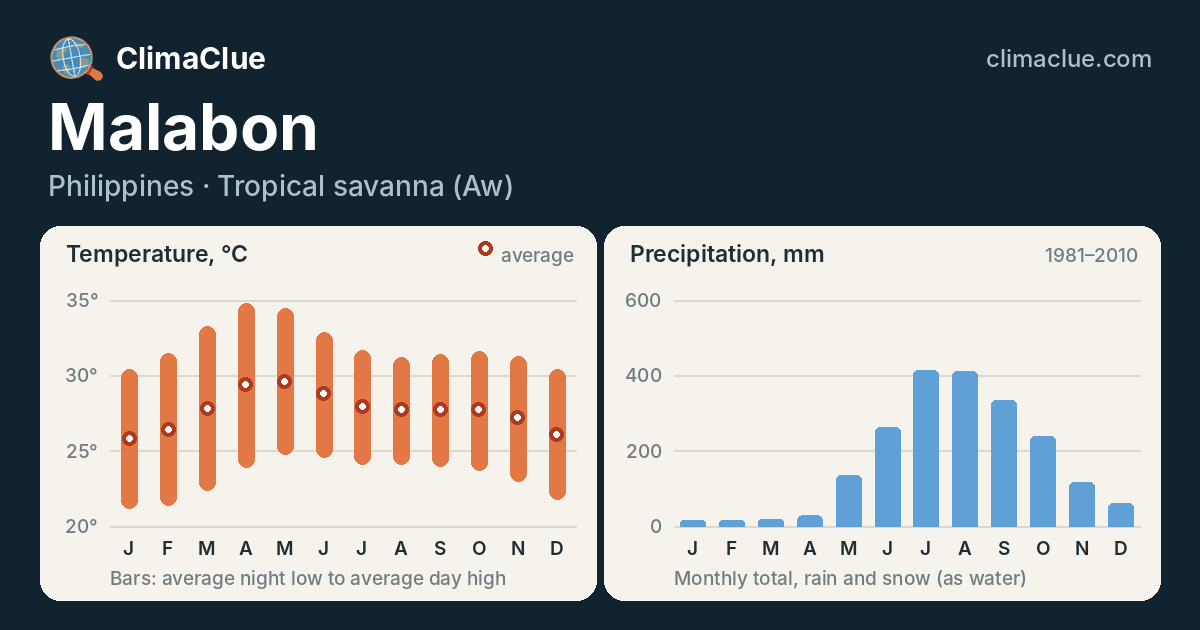 ClimaClue
climaclue.com
Malabon
Philippines · Tropical savanna (Aw)
Temperature, °C
average
35°
30°
25°
20°
J F M A M J J A S O N D
Bars: average night low to average day high
Precipitation, mm
1981–2010
600
400
200
0
J F M A M J J A S O N D
Monthly total, rain and snow (as water)